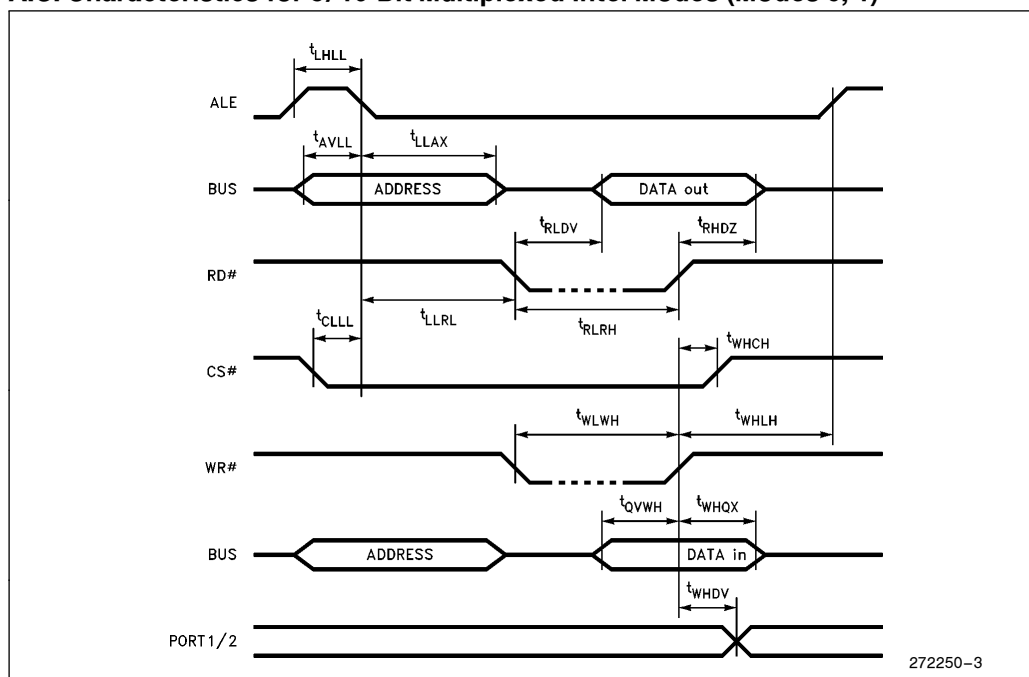 A.C. Characteristics for 8/16-Bit Multiplexed Intel Modes (Modes 0, 1)
tLHLL
ALE
tAVLL tLLAX
BUS ADDRESS DATA out
tRLDV tRHDZ
RD#
tCLLL tLLRL tRLRH
tWHCH
CS#
tWLWH tWHLH
WR#
tQVWH tWHQX
BUS ADDRESS DATA in
tWHDV
PORT1/2
272250-3